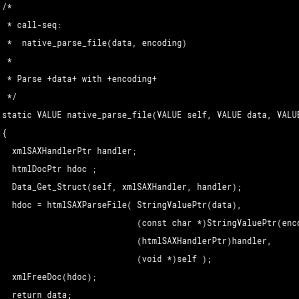 /*
 * call-seq:
 *  native_parse_file(data, encoding)
 *
 * Parse +data+ with +encoding+
 */
static VALUE native_parse_file(VALUE self, VALUE data, VALUE
{
  xmlSAXHandlerPtr handler;
  htmlDocPtr hdoc ;
  Data_Get_Struct(self, xmlSAXHandler, handler);
  hdoc = htmlSAXParseFile( StringValuePtr(data),
                           (const char *)StringValuePtr(enco
                           (htmlSAXHandlerPtr)handler,
                           (void *)self );
  xmlFreeDoc(hdoc);
  return data;